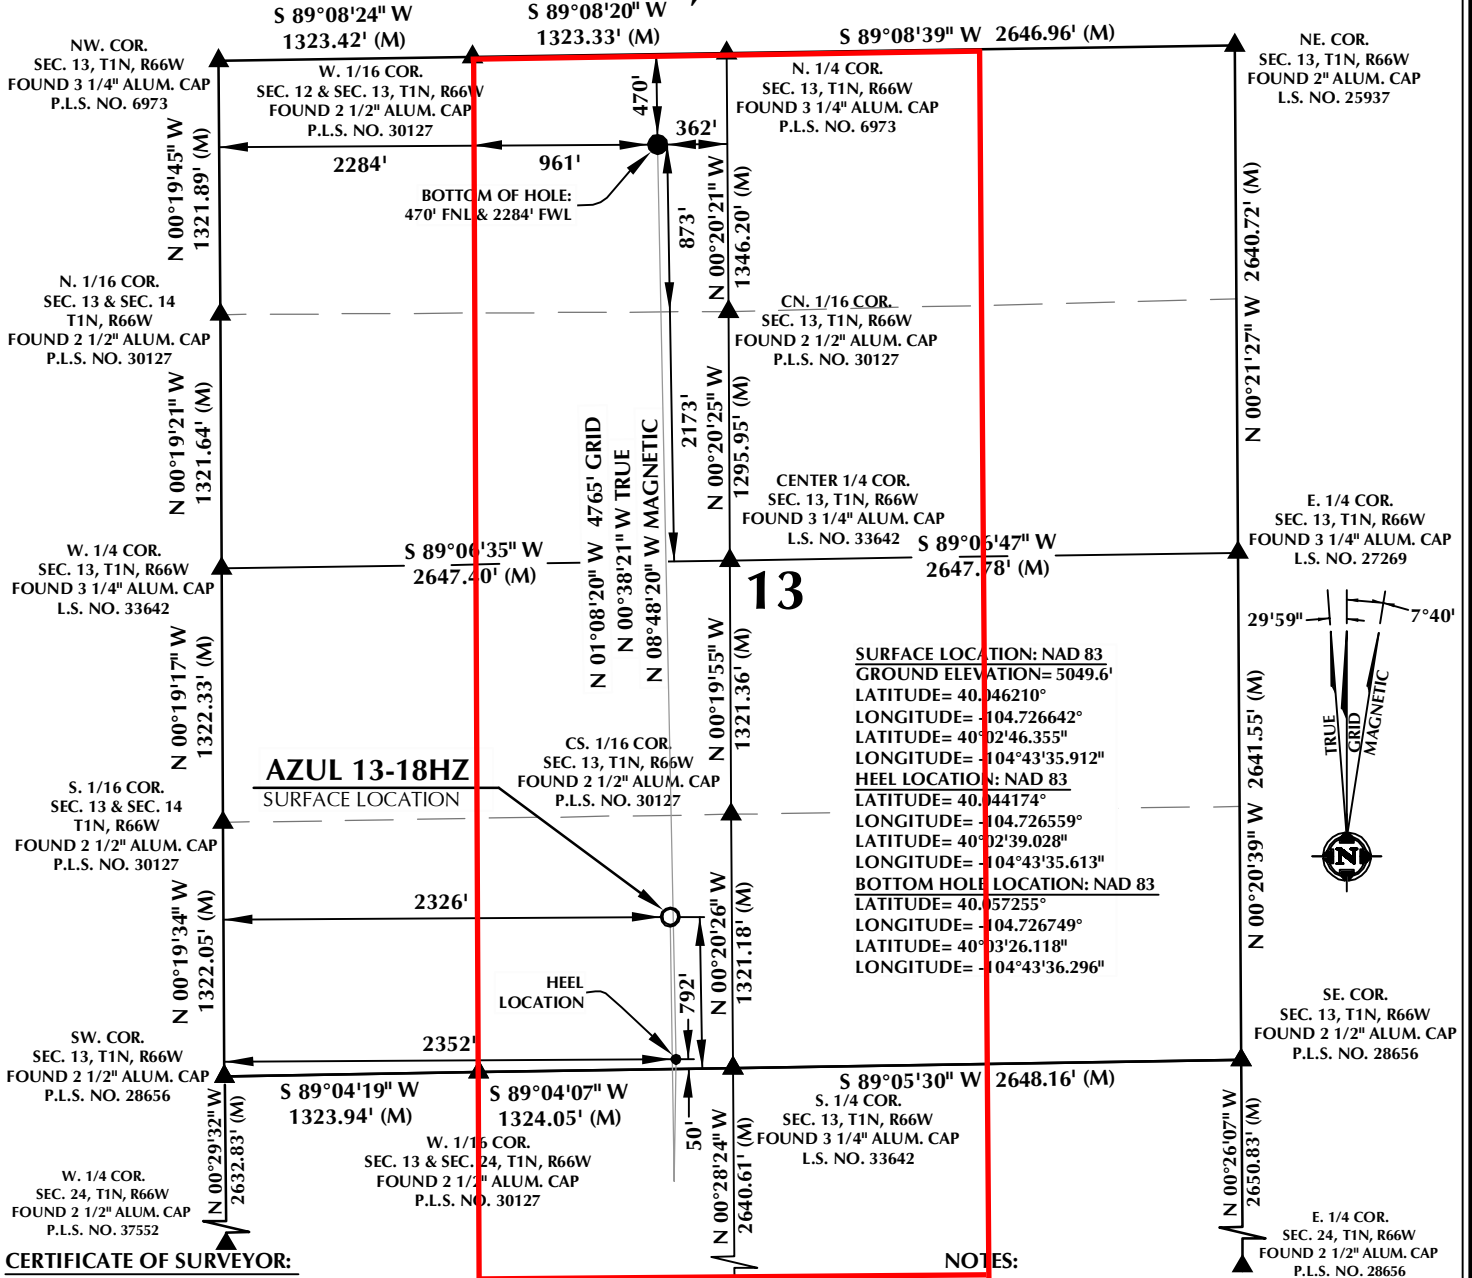 S 89°08'24" W
1323.42' (M)
S 89°08'20" W
1323.33' (M)
S 89°08'39" W 2646.96' (M)
NW. COR.
SEC. 13, T1N, R66W
FOUND 3 1/4" ALUM. CAP
P.L.S. NO. 6973
W. 1/16 COR.
SEC. 12 & SEC. 13, T1N, R66W
FOUND 2 1/2" ALUM. CAP
P.L.S. NO. 30127
N. 1/4 COR.
SEC. 13, T1N, R66W
FOUND 3 1/4" ALUM. CAP
P.L.S. NO. 6973
NE. COR.
SEC. 13, T1N, R66W
FOUND 2" ALUM. CAP
L.S. NO. 25937
470'
362'
2284'
961'
BOTTOM OF HOLE:
470' FNL & 2284' FWL
873'
N 00°19'45" W
1321.89' (M)
N 00°20'21" W
1346.20' (M)
N 00°21'27" W 2640.72' (M)
N. 1/16 COR.
SEC. 13 & SEC. 14
T1N, R66W
FOUND 2 1/2" ALUM. CAP
P.L.S. NO. 30127
CN. 1/16 COR.
SEC. 13, T1N, R66W
FOUND 2 1/2" ALUM. CAP
P.L.S. NO. 30127
N 00°19'21" W
1321.64' (M)
N 01°08'20" W 4765' GRID
N 00°38'21" W TRUE
N 08°48'20" W MAGNETIC
2173'
N 00°20'25" W
1295.95' (M)
CENTER 1/4 COR.
SEC. 13, T1N, R66W
FOUND 3 1/4" ALUM. CAP
L.S. NO. 33642
E. 1/4 COR.
SEC. 13, T1N, R66W
FOUND 3 1/4" ALUM. CAP
L.S. NO. 27269
W. 1/4 COR.
SEC. 13, T1N, R66W
FOUND 3 1/4" ALUM. CAP
L.S. NO. 33642
S 89°06'35" W
2647.40' (M)
S 89°06'47" W
2647.78' (M)
13
29'59"
7°40'
TRUE
GRID
MAGNETIC
N
N 00°19'17" W
1322.33' (M)
N 00°19'55" W
1321.36' (M)
SURFACE LOCATION: NAD 83
GROUND ELEVATION= 5049.6'
LATITUDE= 40.046210°
LONGITUDE= -104.726642°
LATITUDE= 40°02'46.355"
LONGITUDE= -104°43'35.912"
HEEL LOCATION: NAD 83
LATITUDE= 40.044174°
LONGITUDE= -104.726559°
LATITUDE= 40°02'39.028"
LONGITUDE= -104°43'35.613"
BOTTOM HOLE LOCATION: NAD 83
LATITUDE= 40.057255°
LONGITUDE= -104.726749°
LATITUDE= 40°03'26.118"
LONGITUDE= -104°43'36.296"
AZUL 13-18HZ
SURFACE LOCATION
CS. 1/16 COR.
SEC. 13, T1N, R66W
FOUND 2 1/2" ALUM. CAP
P.L.S. NO. 30127
S. 1/16 COR.
SEC. 13 & SEC. 14
T1N, R66W
FOUND 2 1/2" ALUM. CAP
P.L.S. NO. 30127
N 00°20'39" W 2641.55' (M)
2326'
N 00°19'34" W
1322.05' (M)
792'
N 00°20'26" W
1321.18' (M)
HEEL
LOCATION
2352'
SW. COR.
SEC. 13, T1N, R66W
FOUND 2 1/2" ALUM. CAP
P.L.S. NO. 28656
SE. COR.
SEC. 13, T1N, R66W
FOUND 2 1/2" ALUM. CAP
P.L.S. NO. 28656
S 89°04'19" W
1323.94' (M)
S 89°04'07" W
1324.05' (M)
S 89°05'30" W 2648.16' (M)
50'
S. 1/4 COR.
SEC. 13, T1N, R66W
FOUND 3 1/4" ALUM. CAP
L.S. NO. 33642
W. 1/16 COR.
SEC. 13 & SEC. 24, T1N, R66W
FOUND 2 1/2" ALUM. CAP
P.L.S. NO. 30127
N 00°29'32" W
2632.83' (M)
N 00°28'24" W
2640.61' (M)
N 00°26'07" W
2650.83' (M)
W. 1/4 COR.
SEC. 24, T1N, R66W
FOUND 2 1/2" ALUM. CAP
P.L.S. NO. 37552
E. 1/4 COR.
SEC. 24, T1N, R66W
FOUND 2 1/2" ALUM. CAP
P.L.S. NO. 28656
CERTIFICATE OF SURVEYOR:
NOTES: